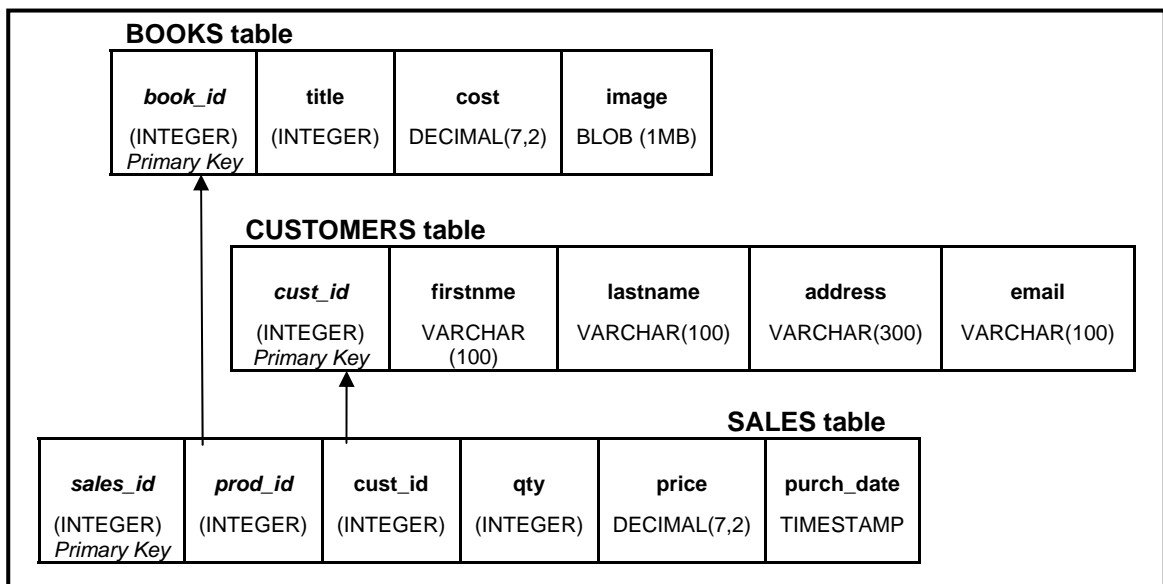 BOOKS table
book_id title cost image
(INTEGER) (INTEGER) DECIMAL(7,2) BLOB (1MB)
Primary Key
CUSTOMERS table
cust_id firstnme lastname address email
(INTEGER) VARCHAR VARCHAR(100) VARCHAR(300) VARCHAR(100)
Primary Key (100)
SALES table
sales_id prod_id cust_id qty price purch_date
(INTEGER) (INTEGER) (INTEGER) (INTEGER) DECIMAL(7,2) TIMESTAMP
Primary Key